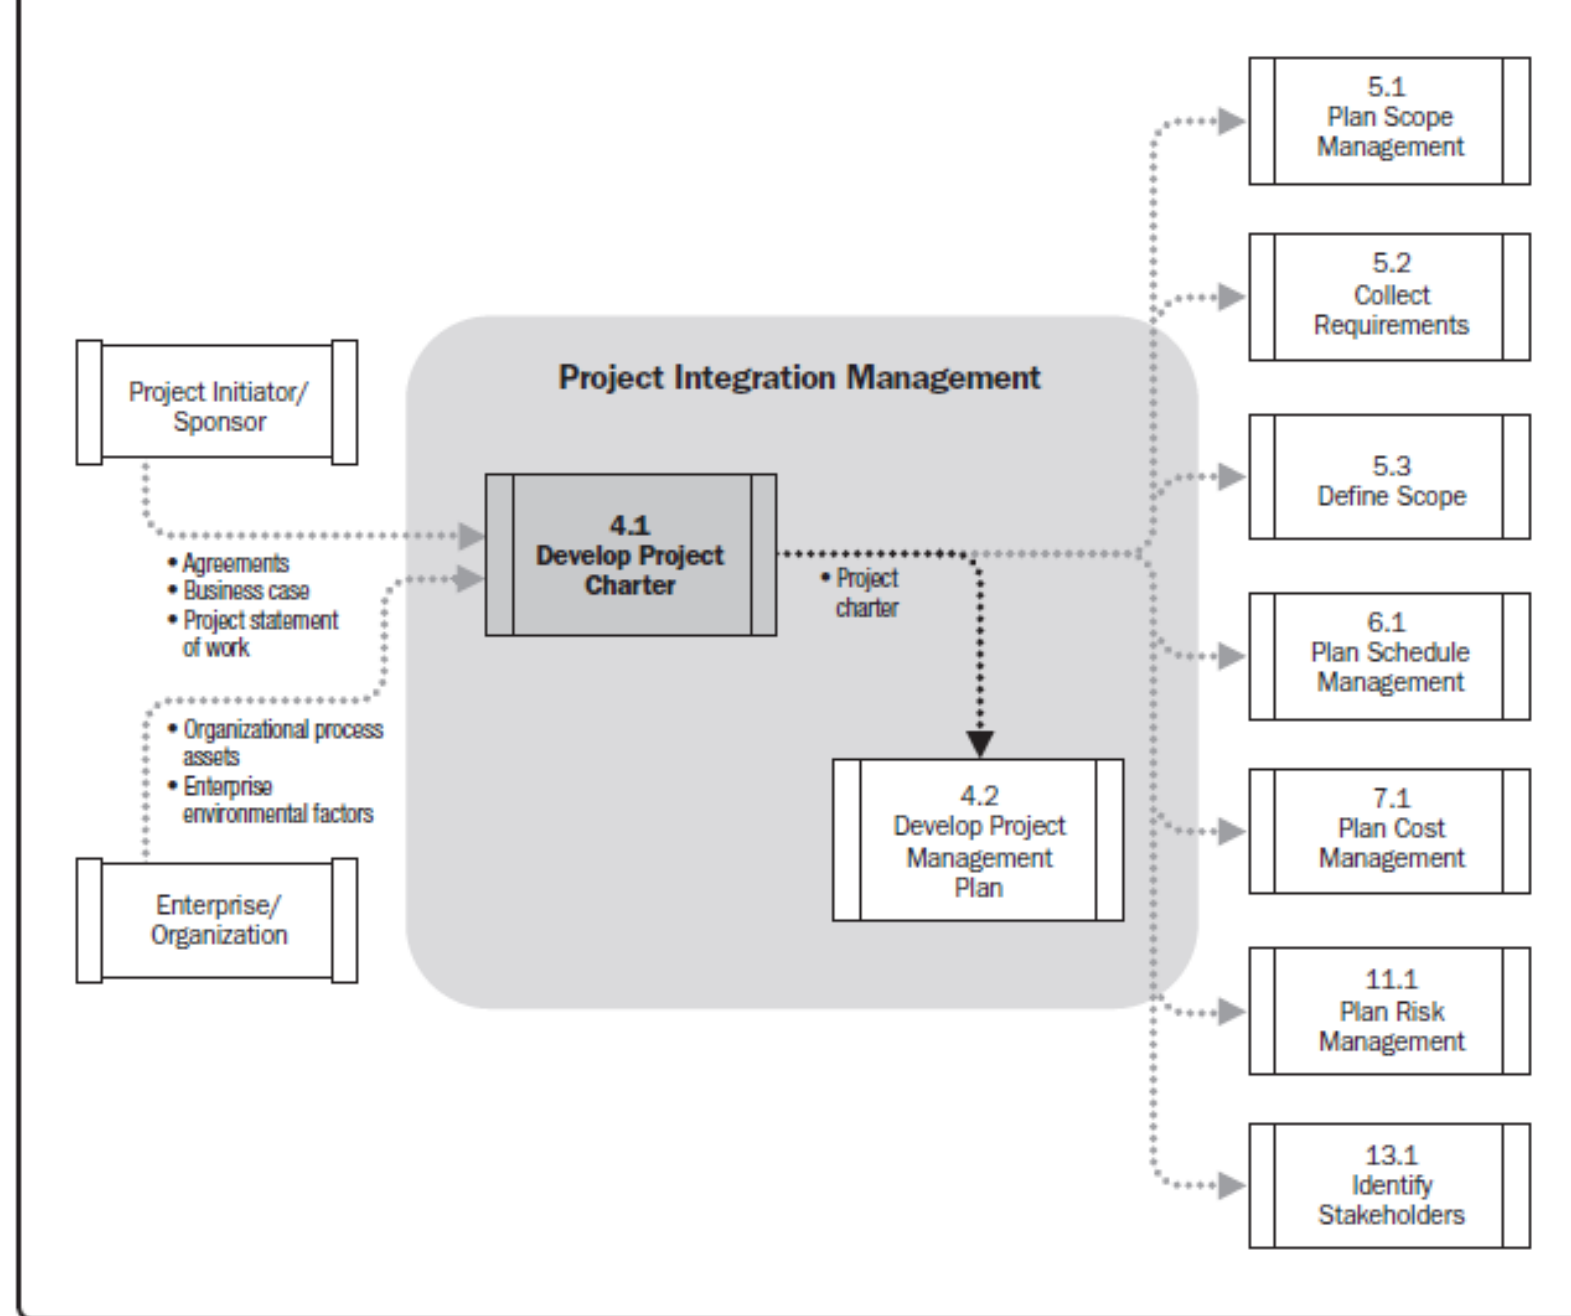 Project Initiator/
Sponsor
• Agreements
• Business case
• Project statement
of work
• Organizational process
assets
• Enterprise
environmental factors
Enterprise/
Organization
Project Integration Management
4.1
Develop Project
Charter
• Project
charter
4.2
Develop Project
Management
Plan
5.1
Plan Scope
Management
5.2
Collect
Requirements
5.3
Define Scope
6.1
Plan Schedule
Management
7.1
Plan Cost
Management
11.1
Plan Risk
Management
13.1
Identify
Stakeholders